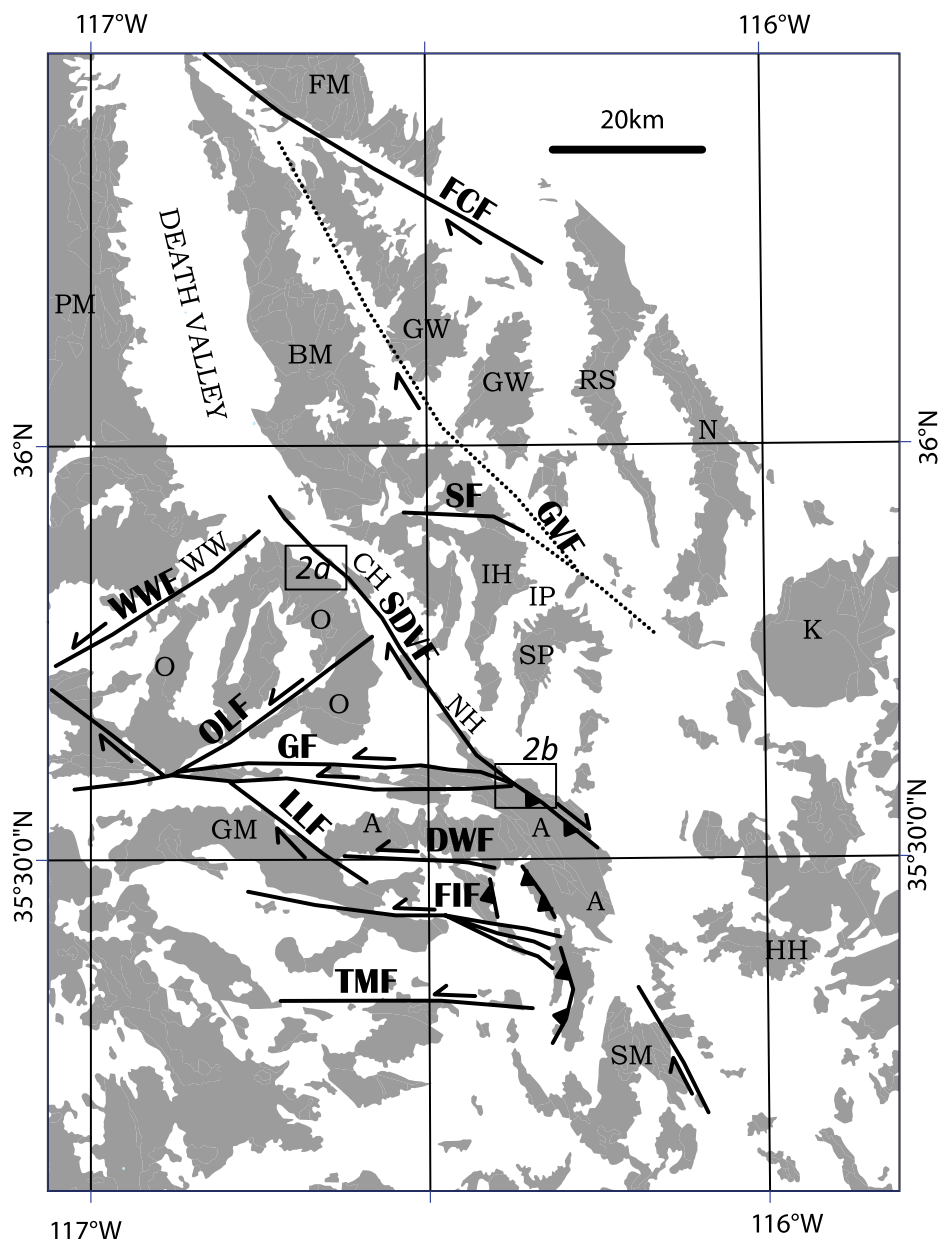 117°W
116°W
FM
20km
FCF
DEATH VALLEY
PM
GW
BM
GW
RS
N
36°N
36°N
SF
GVF
WW
WWF
2a
CH
IH
IP
SDVF
O
K
O
SP
O
OLF
NH
GF
2b
LLF
GM
A
DWF
A
35°30'0"N
35°30'0"N
FIF
A
HH
TMF
SM
117°W
116°W